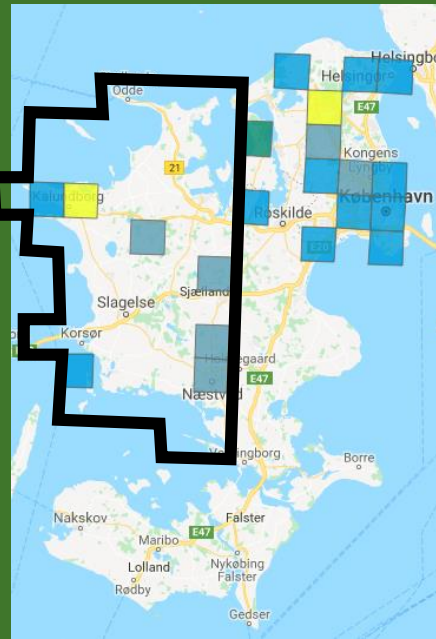 Odde
Helsingør
Helsingbo
E47
21
Kongens
Lyngby
Kalundborg
København
Roskilde
E20
Sjælland
Slagelse
Korsør
E47
Næstved
Borre
Nakskov
Falster
E47
Maribo
Lolland
Nykøbing
Falster
Rødby
Gedser